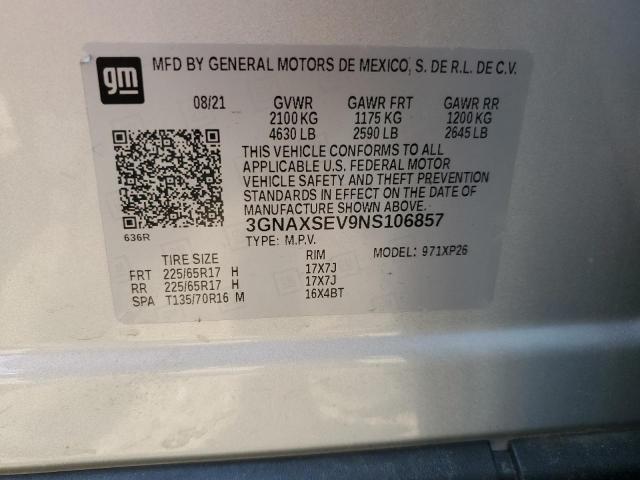 gm
MFD BY GENERAL MOTORS DE MEXICO, S. DE R.L. DE C.V.
08/21 GVWR GAWR FRT GAWR RR
2100 KG 1175 KG 1200 KG
4630 LB 2590 LB 2645 LB
THIS VEHICLE CONFORMS TO ALL
APPLICABLE U.S. FEDERAL MOTOR
VEHICLE SAFETY AND THEFT PREVENTION
STANDARDS IN EFFECT ON THE DATE OF
MANUFACTURE SHOWN ABOVE.
3GNAXSEV9NS106857
636R
TYPE: M.P.V. MODEL: 971XP26
TIRE SIZE RIM
FRT 225/65R17 H 17X7J
RR 225/65R17 H 17X7J
SPA T135/70R16 M 16X4BT